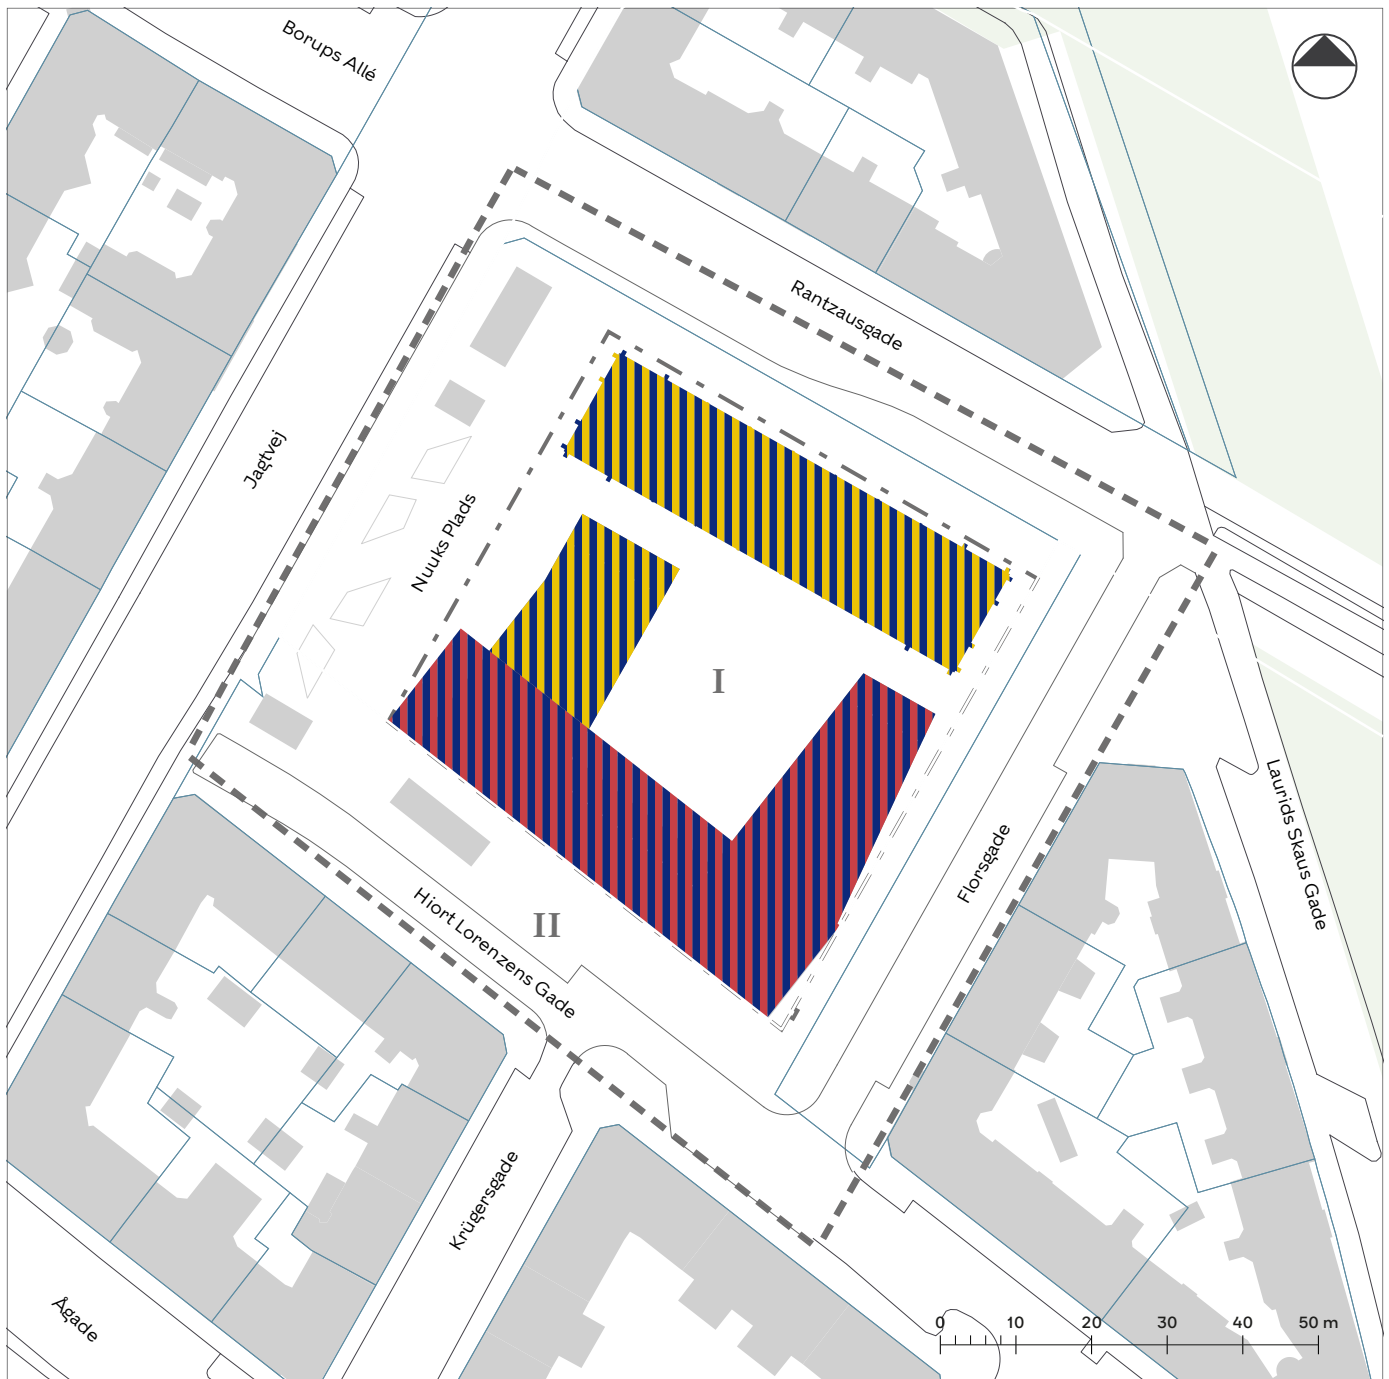 Borups Allé
Rantzausgade
Jagtvej
Nuuks Plads
I
Laurids Skaus Gade
Florsgade
Hiort Lorenzens Gade
II
Krügersgade
Ågade
0 10 20 30 40 50 m